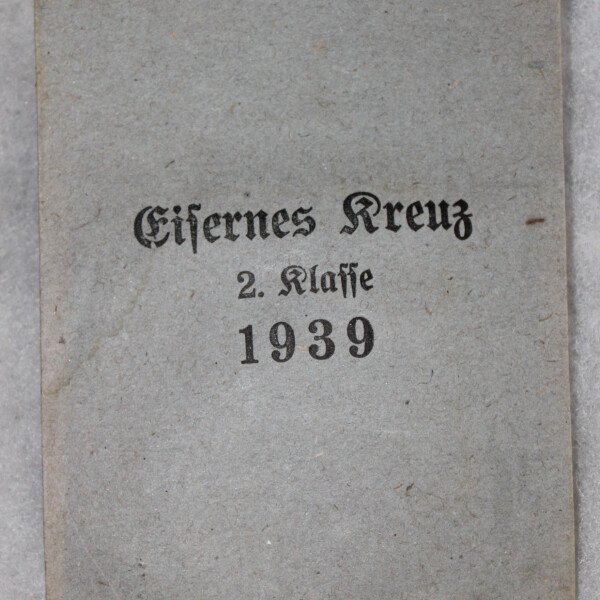 Eisernes Kreuz
2. Klasse
1939